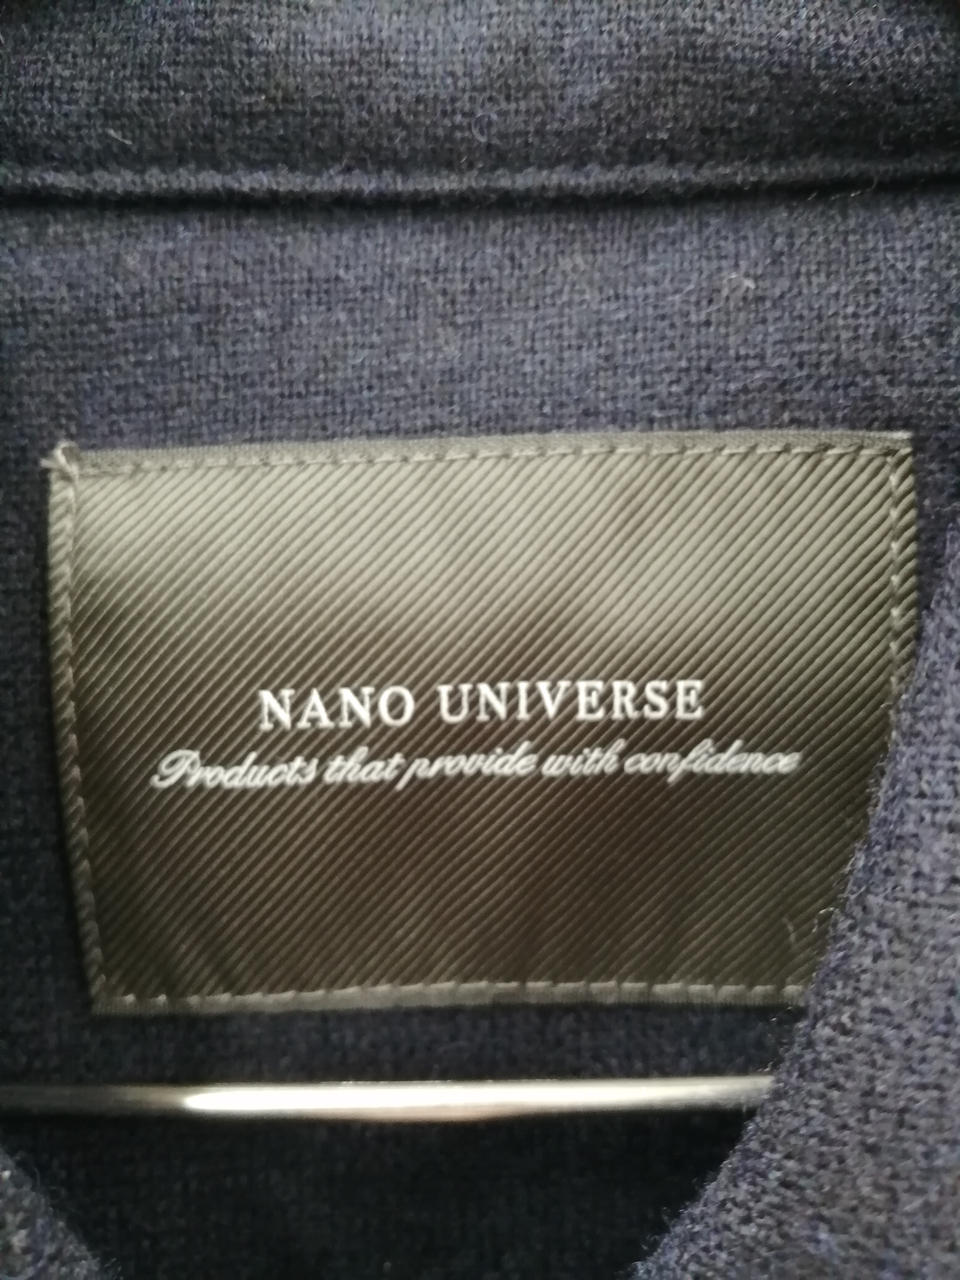 NANO UNIVERSE
Products that provide with confidence